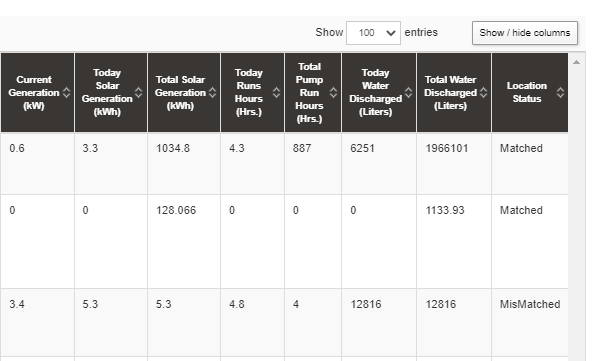 Show 100 entries Show / hide columns
Current Generation (kW) Today Solar Generation (kWh) Total Solar Generation (kWh) Today Runs Hours (Hrs.) Total Pump Run Hours (Hrs.) Today Water Discharged (Liters) Total Water Discharged (Liters) Location Status
0.6 3.3 1034.8 4.3 887 6251 1966101 Matched
0 0 128.066 0 0 0 1133.93 Matched
3.4 5.3 5.3 4.8 4 12816 12816 MisMatched